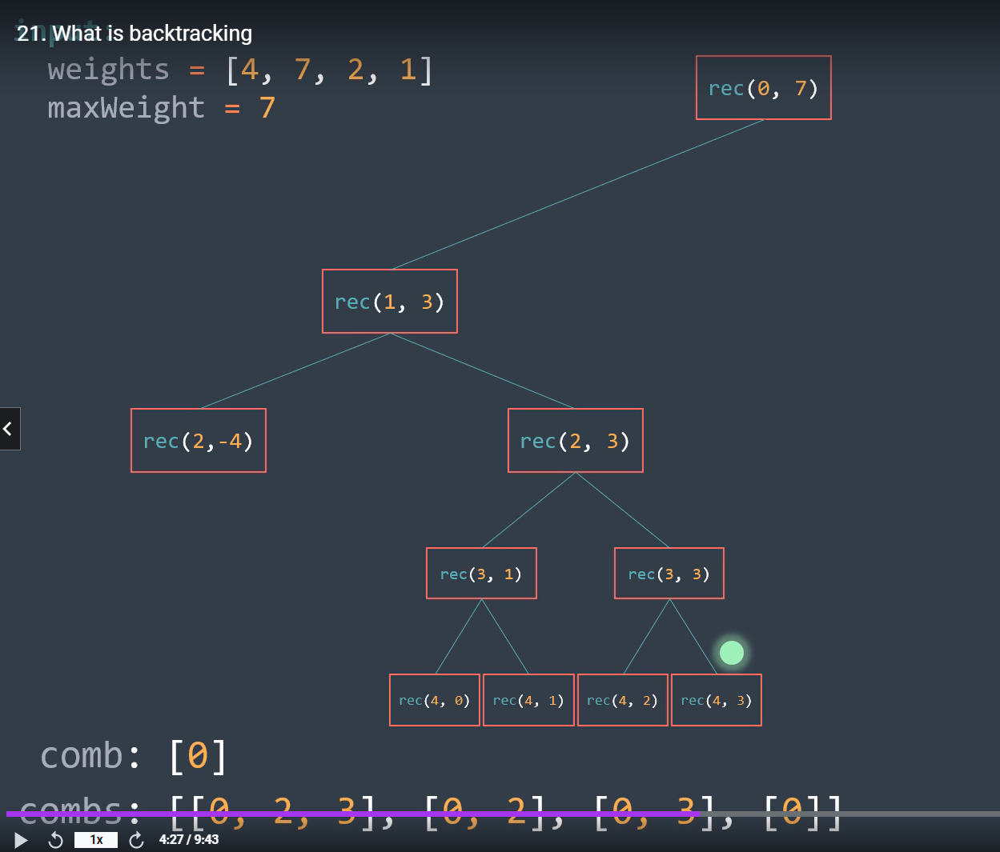 input:
21. What is backtracking
weights = [4, 7, 2, 1]
maxWeight = 7
rec(0, 7)
rec(1, 3)
rec(2,-4)
rec(2, 3)
rec(3, 1)
rec(3, 3)
rec(4, 0)
rec(4, 1)
rec(4, 2)
rec(4, 3)
comb: [0]
combs: [[0, 2, 3], [0, 2], [0, 3], [0]]
1x
4:27 / 9:43